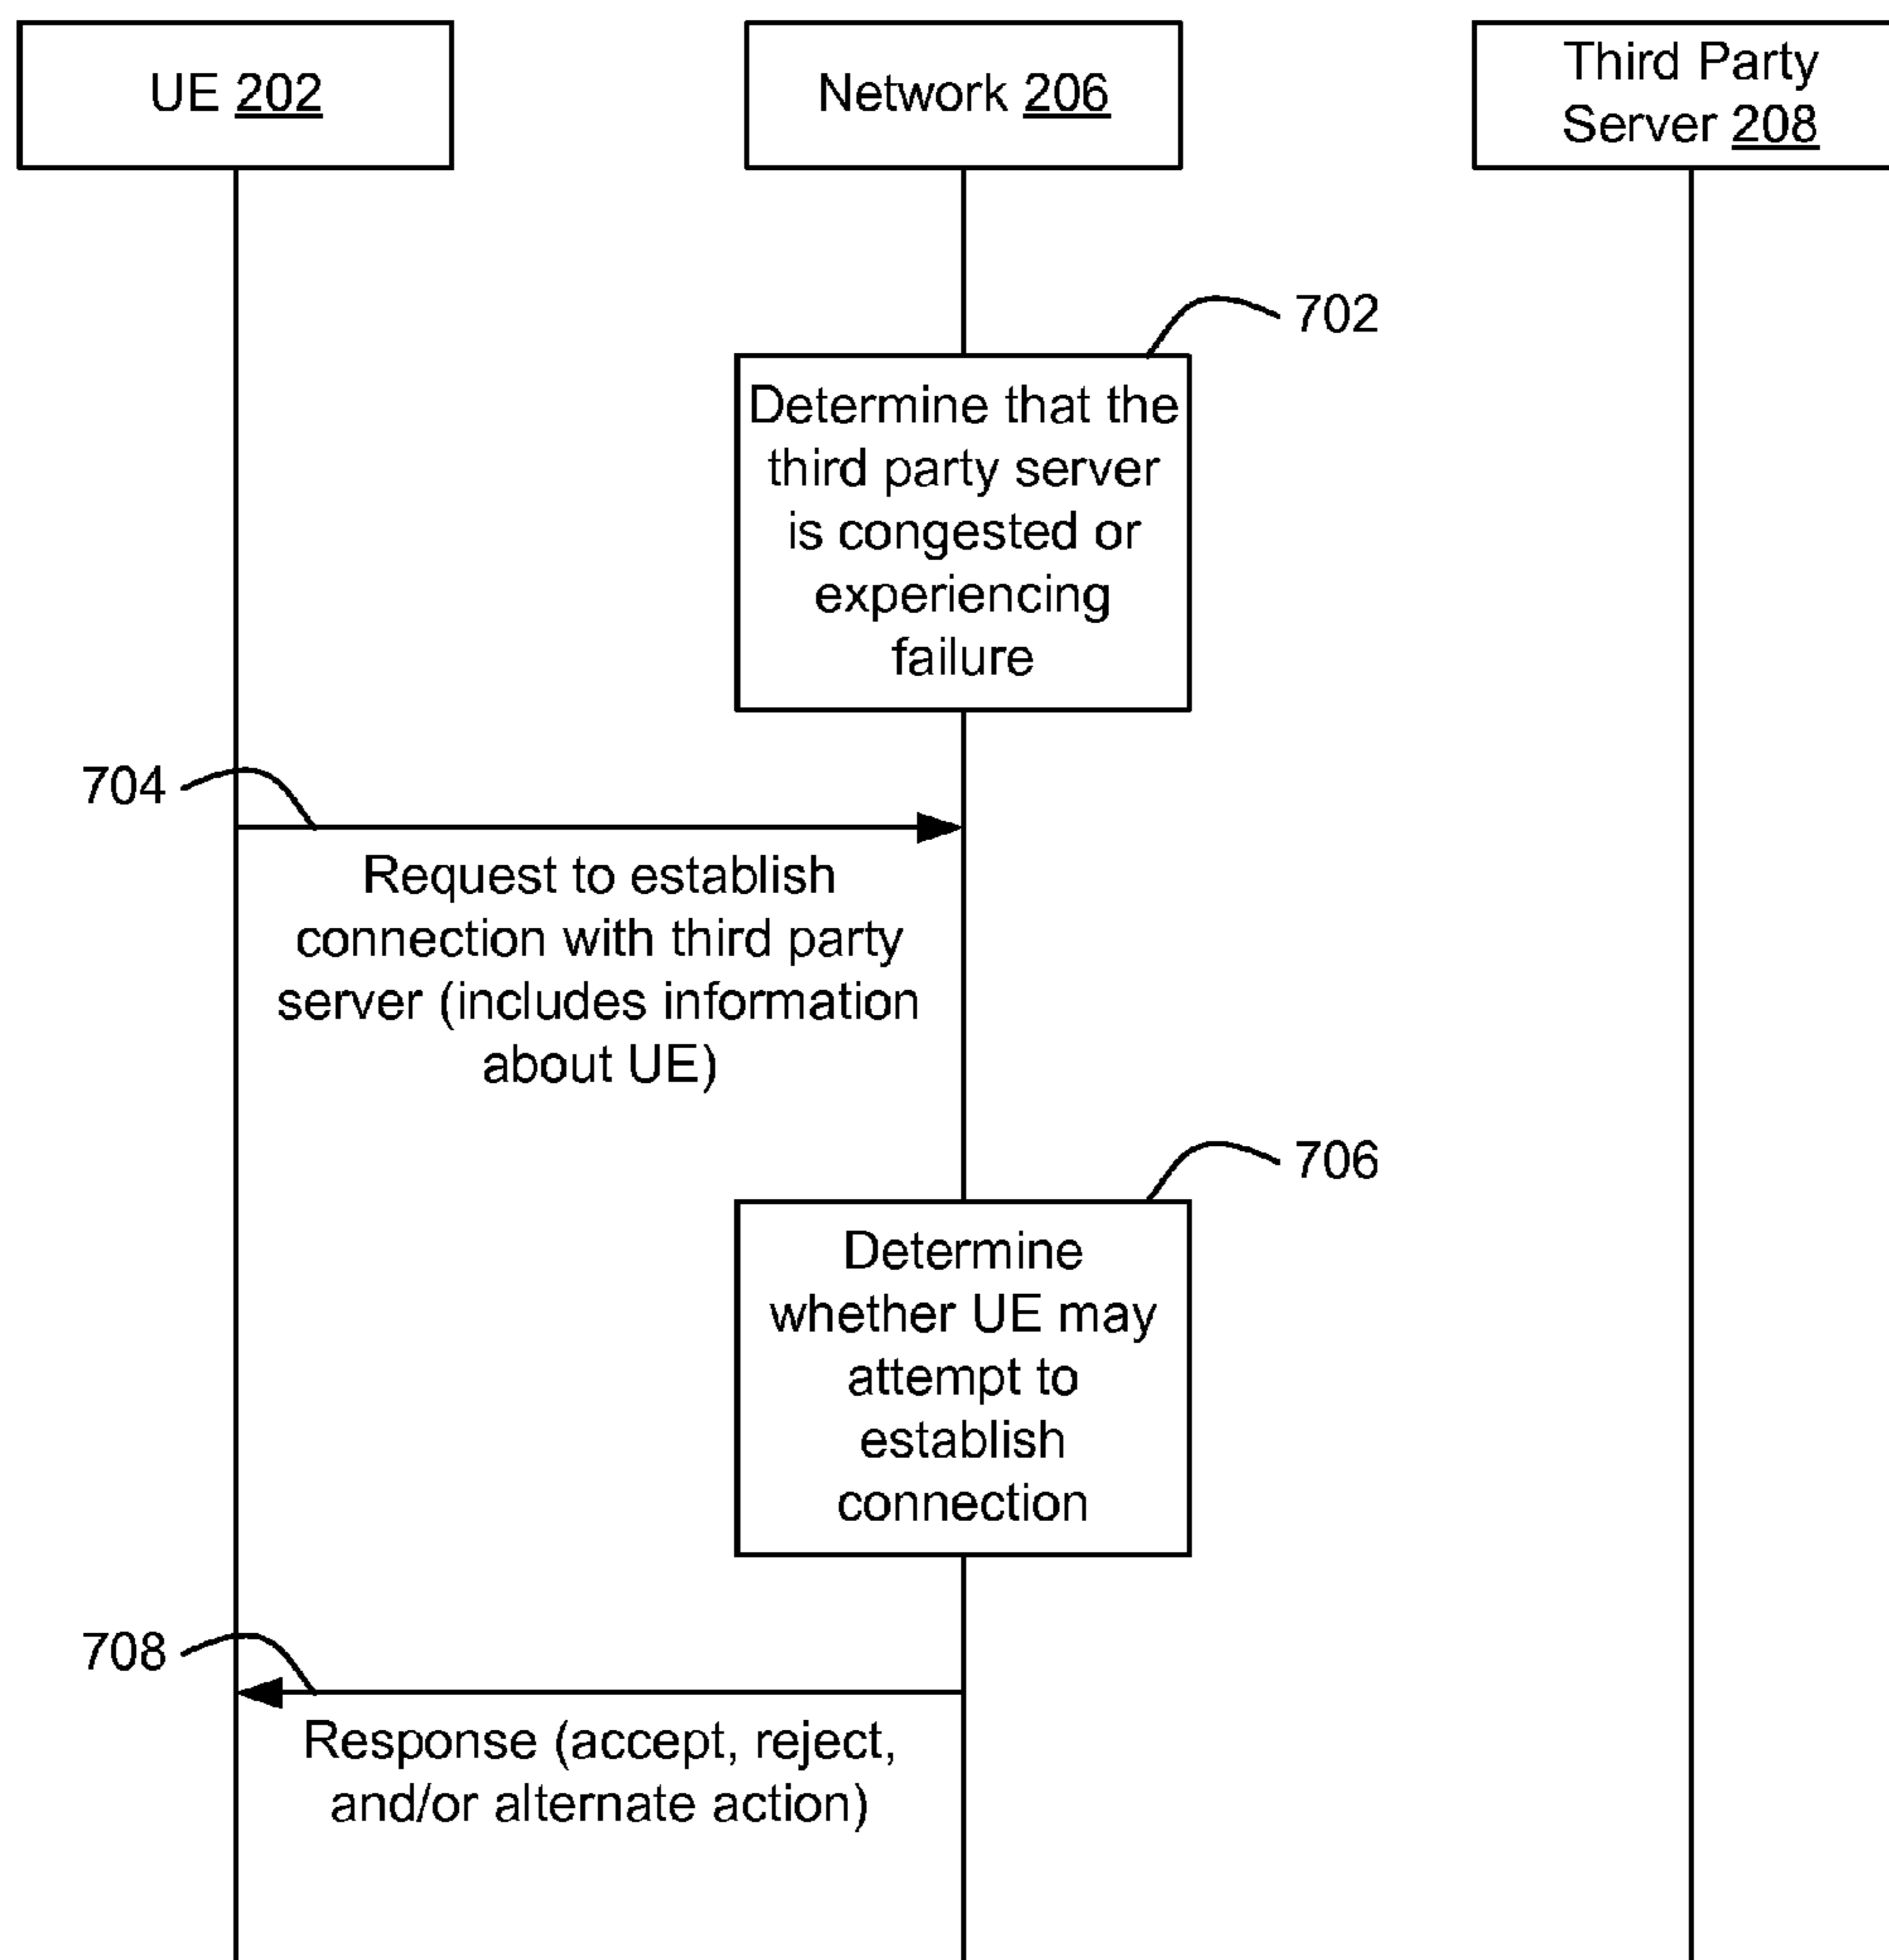 UE 202
Network 206
Third Party
Server 208
702
Determine that the
third party server
is congested or
experiencing
failure
704
Request to establish
connection with third party
server (includes information
about UE)
706
Determine
whether UE may
attempt to
establish
connection
708
Response (accept, reject,
and/or alternate action)